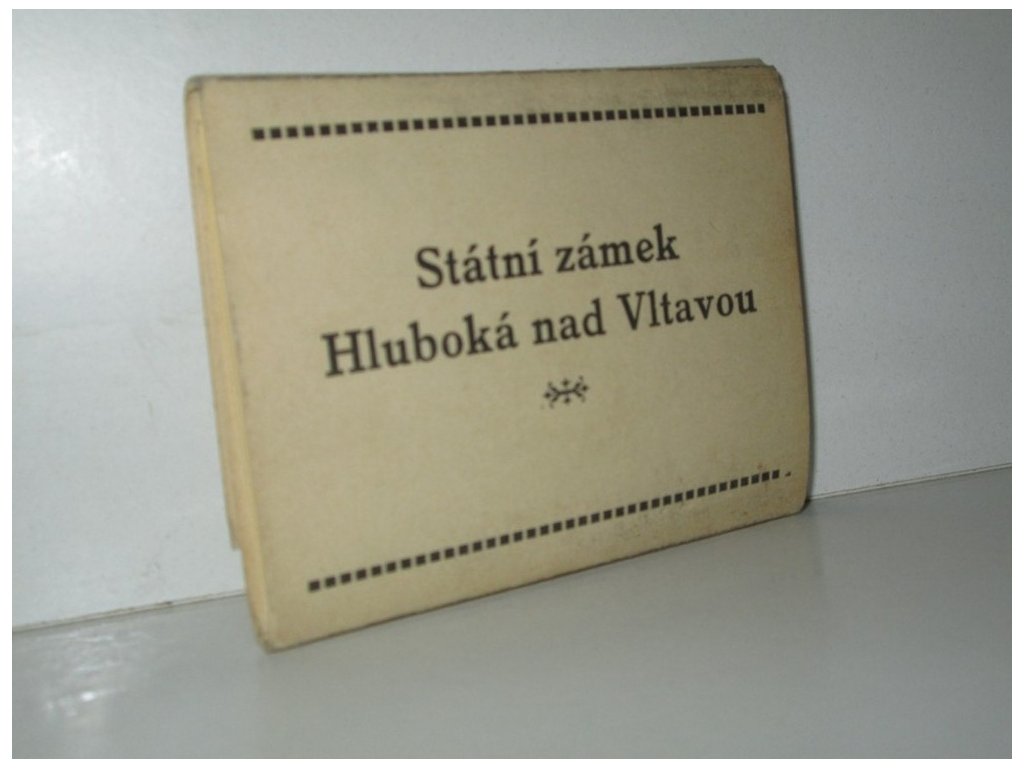 Státní zámek
Hluboká nad Vltavou